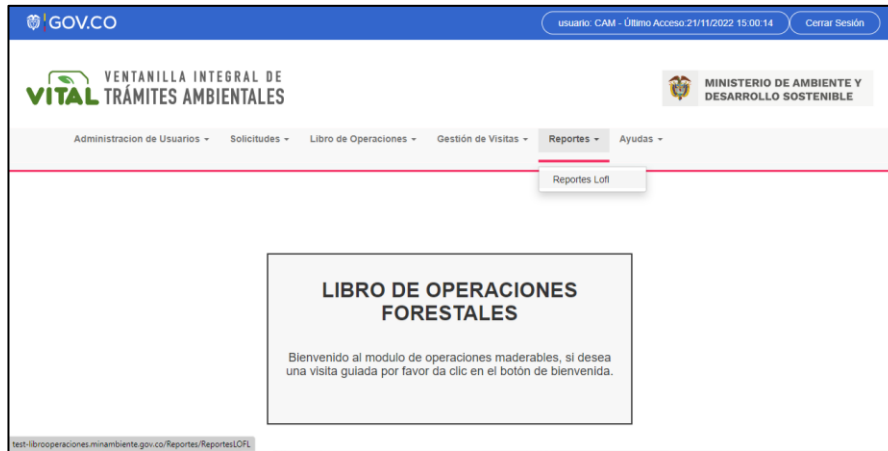 GOV.CO
usuario: CAM - Último Acceso:21/11/2022 15:00:14
Cerrar Sesión
VITAL
VENTANILLA INTEGRAL DE
TRÁMITES AMBIENTALES
MINISTERIO DE AMBIENTE Y
DESARROLLO SOSTENIBLE
Administracion de Usuarios
Solicitudes
Libro de Operaciones
Gestión de Visitas
Reportes
Ayudas
Reportes Lofl
LIBRO DE OPERACIONES
FORESTALES
Bienvenido al modulo de operaciones maderables, si desea
una visita guiada por favor da clic en el botón de bienvenida.
test-librooperaciones.minambiente.gov.co/Reportes/ReportesLOFL